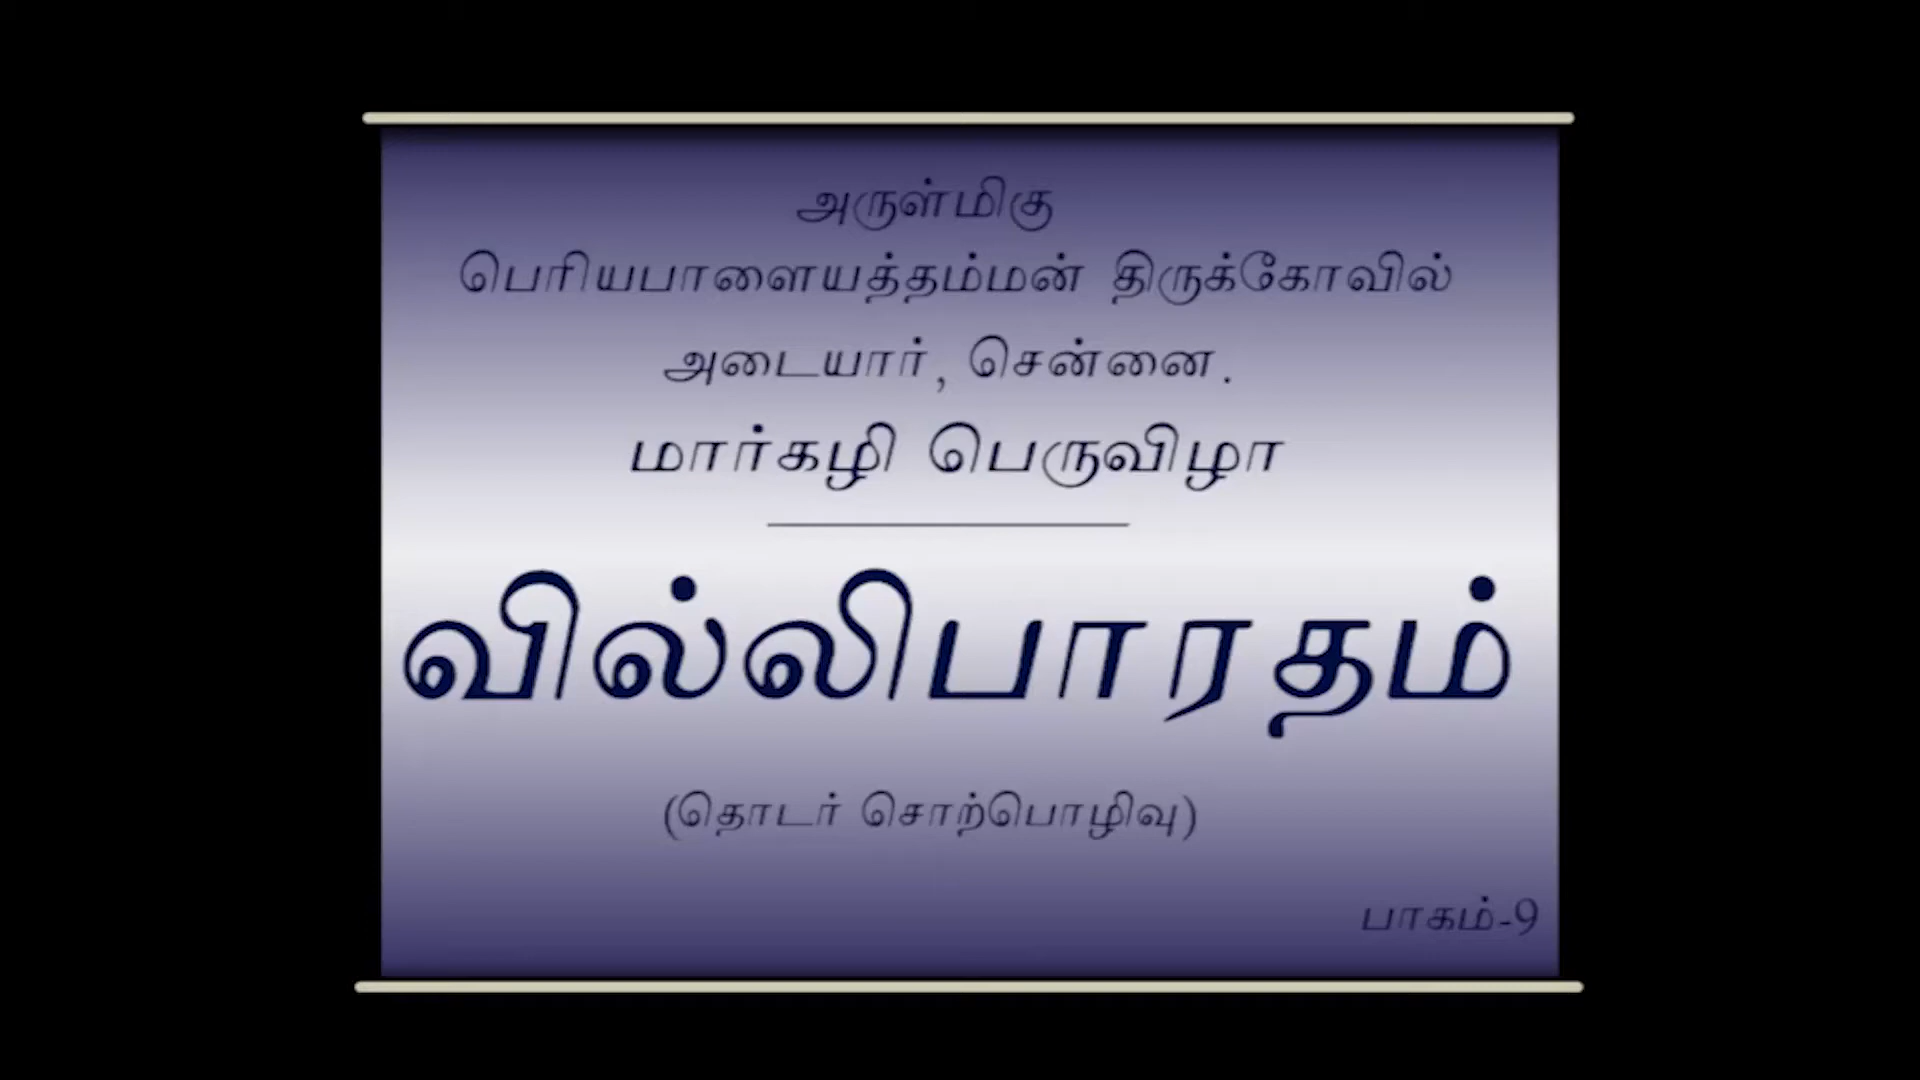 அருள்மிகு
பெரியபாளையத்தம்மன் திருக்கோவில்
அடையார், சென்னை.
மார்கழி பெருவிழா
வில்லிபாரதம்
(தொடர் சொற்பொழிவு)
பாகம்-9